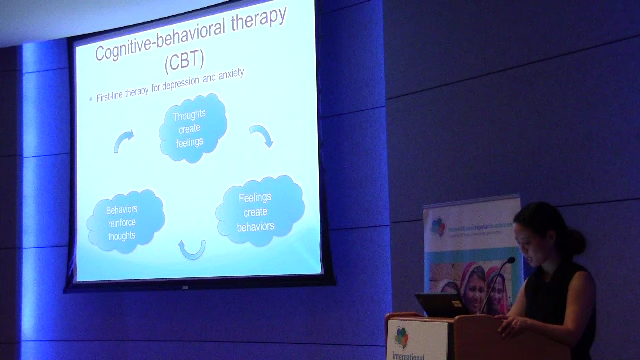 Cognitive-behavioral therapy
(CBT)
• First-line therapy for depression and anxiety
Thoughts
create
feelings
Feelings
create
behaviors
Behaviors
reinforce
thoughts
international